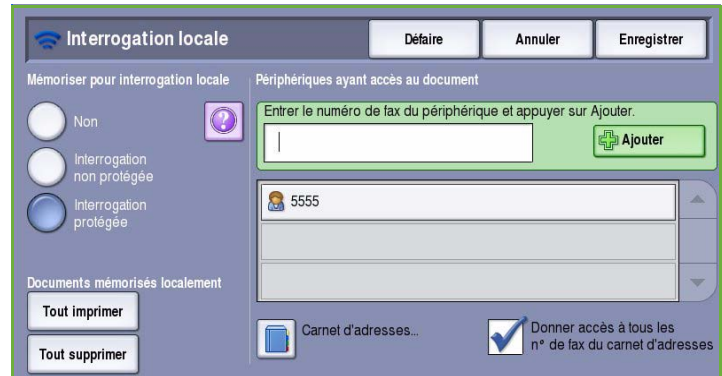 Interrogation locale
Défaire
Annuler
Enregistrer
Mémoriser pour interrogation locale
Non
Interrogation
non protégée
Interrogation
protégée
Documents mémorisés localement
Tout imprimer
Tout supprimer
Périphériques ayant accès au document
Entrer le numéro de fax du périphérique et appuyer sur Ajouter.
Ajouter
5555
Carnet d'adresses...
Donner accès à tous les
n° de fax du carnet d'adresses